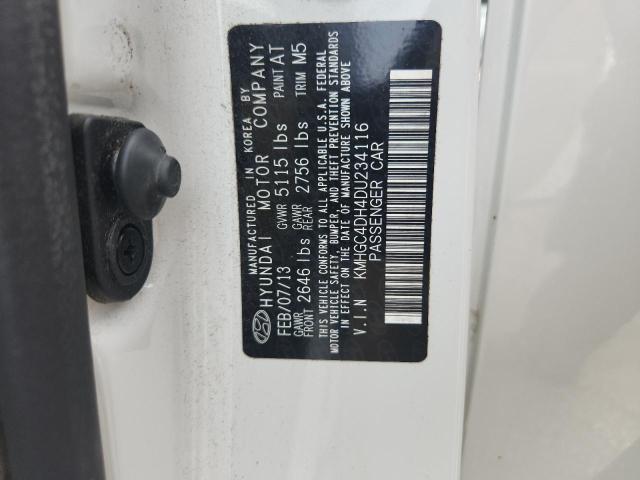 MANUFACTURED IN KOREA BY
HYUNDAI MOTOR COMPANY
FEB/07/13 GVWR 5115 lbs PAINT AT
GAWR FRONT 2646 lbs GAWR REAR 2756 lbs TRIM M5
THIS VEHICLE CONFORMS TO ALL APPLICABLE U.S.A. FEDERAL
MOTOR VEHICLE SAFETY, BUMPER, AND THEFT PREVENTION STANDARDS
IN EFFECT ON THE DATE OF MANUFACTURE SHOWN ABOVE
V.I.N KMHGC4DH4DU234116
PASSENGER CAR